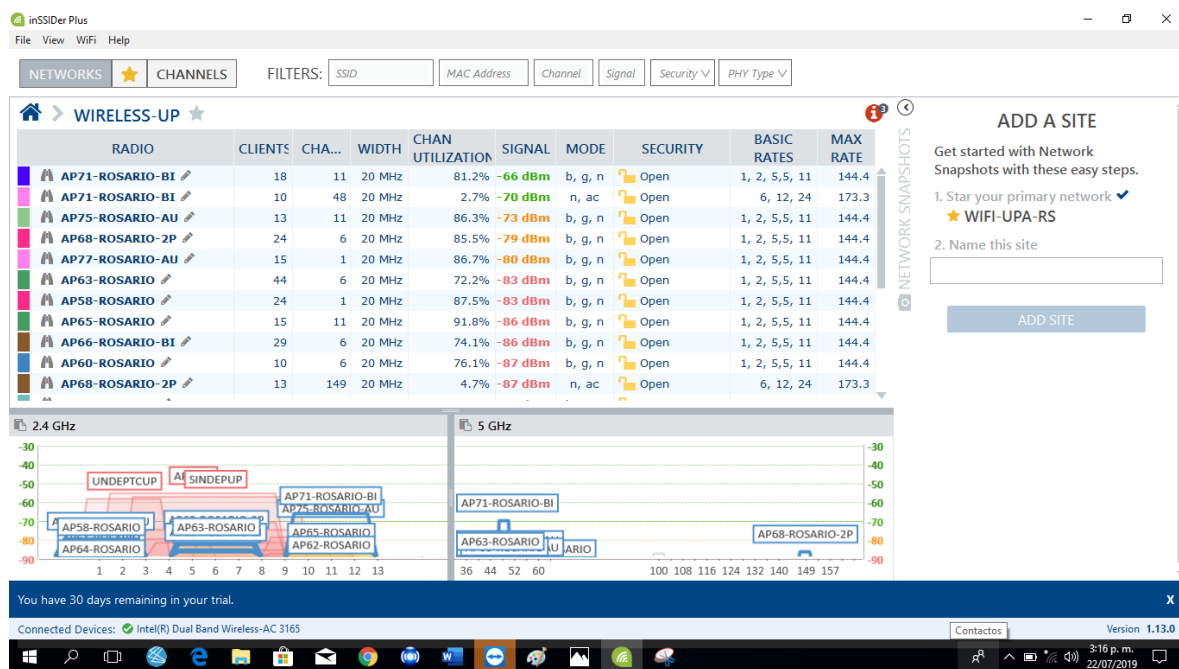 inSSIDer Plus
File View WiFi Help
NETWORKS CHANNELS FILTERS: SSID MAC Address Channel Signal Security PHY Type
WIRELESS-UP 3
RADIO CLIENTS CHA... WIDTH CHAN UTILIZATION SIGNAL MODE SECURITY BASIC RATES MAX RATE
AP71-ROSARIO-BI 18 11 20 MHz 81.2% -66 dBm b, g, n Open 1, 2, 5,5, 11 144.4
AP71-ROSARIO-BI 10 48 20 MHz 2.7% -70 dBm n, ac Open 6, 12, 24 173.3
AP75-ROSARIO-AU 13 11 20 MHz 86.3% -73 dBm b, g, n Open 1, 2, 5,5, 11 144.4
AP68-ROSARIO-2P 24 6 20 MHz 85.5% -79 dBm b, g, n Open 1, 2, 5,5, 11 144.4
AP77-ROSARIO-AU 15 1 20 MHz 86.7% -80 dBm b, g, n Open 1, 2, 5,5, 11 144.4
AP63-ROSARIO 44 6 20 MHz 72.2% -83 dBm b, g, n Open 1, 2, 5,5, 11 144.4
AP58-ROSARIO 24 1 20 MHz 87.5% -83 dBm b, g, n Open 1, 2, 5,5, 11 144.4
AP65-ROSARIO 15 11 20 MHz 91.8% -86 dBm b, g, n Open 1, 2, 5,5, 11 144.4
AP66-ROSARIO-BI 29 6 20 MHz 74.1% -86 dBm b, g, n Open 1, 2, 5,5, 11 144.4
AP60-ROSARIO 10 6 20 MHz 76.1% -87 dBm b, g, n Open 1, 2, 5,5, 11 144.4
AP68-ROSARIO-2P 13 149 20 MHz 4.7% -87 dBm n, ac Open 6, 12, 24 173.3
NETWORK SNAPSHOTS
ADD A SITE
Get started with Network
Snapshots with these easy steps.
1. Star your primary network
WIFI-UPA-RS
2. Name this site
ADD SITE
2.4 GHz
-30
-40
-50
-60
-70
-80
-90
UNDEPTCUP
SINDEPUP
AP71-ROSARIO-BI
AP75-ROSARIO-AU
AP58-ROSARIO
AP63-ROSARIO
AP65-ROSARIO
AP64-ROSARIO
AP62-ROSARIO
1 2 3 4 5 6 7 8 9 10 11 12 13
5 GHz
AP71-ROSARIO-BI
AP68-ROSARIO-2P
AP63-ROSARIO
-30
-40
-50
-60
-70
-80
-90
36 44 52 60 100 108 116 124 132 140 149 157
You have 30 days remaining in your trial. X
Connected Devices: Intel(R) Dual Band Wireless-AC 3165
Contactos
Version 1.13.0
3:16 p. m.
22/07/2019